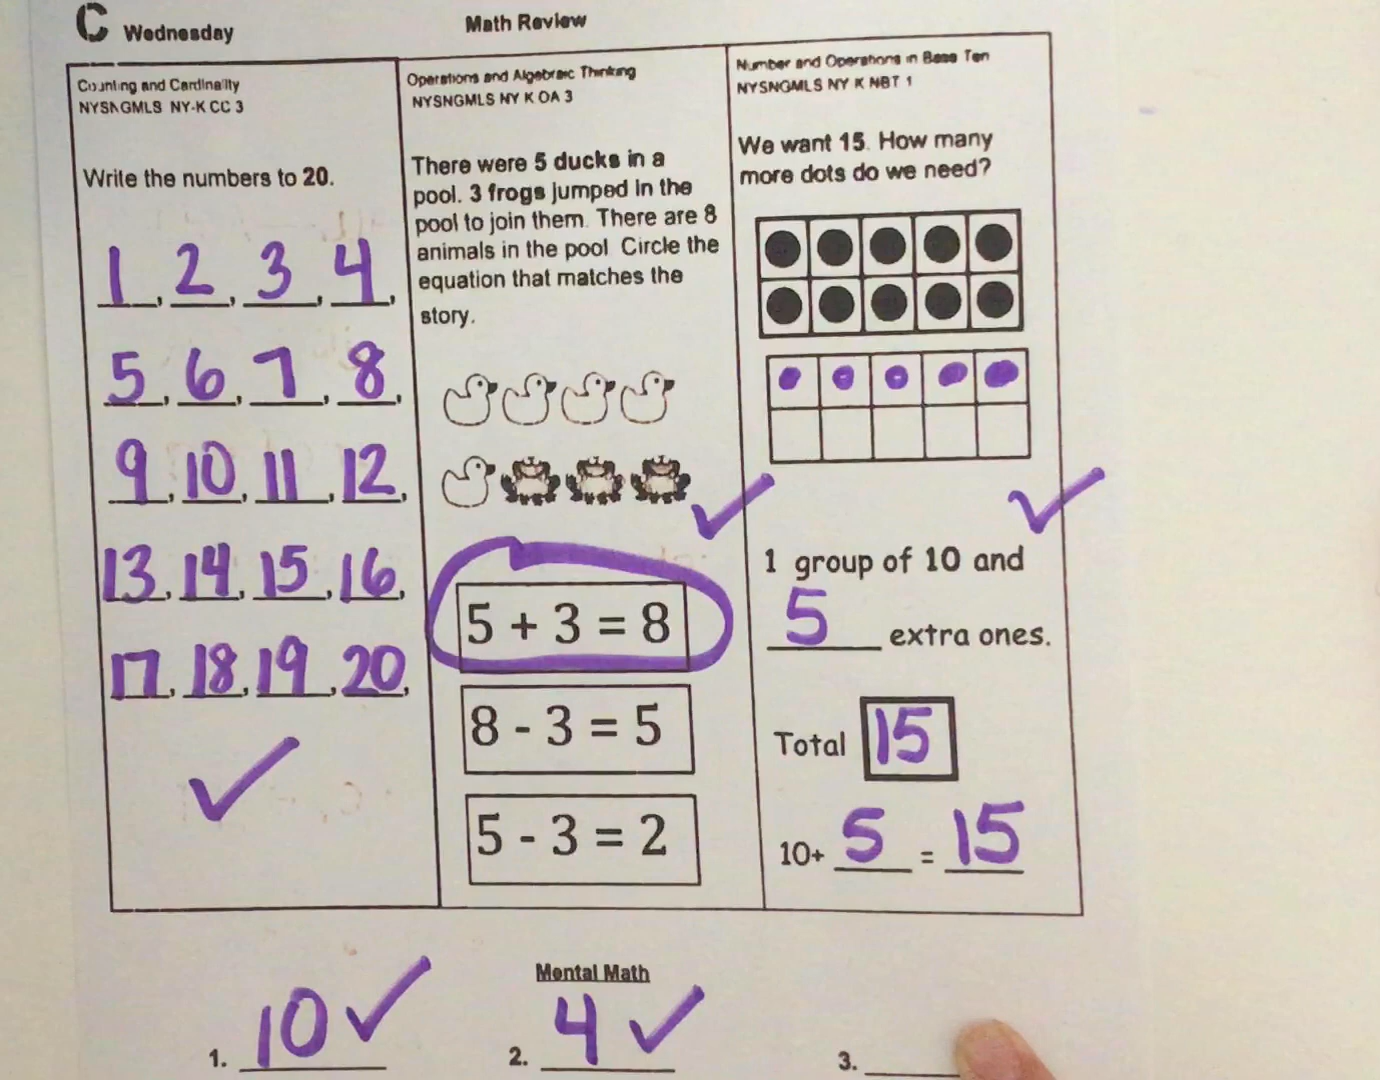 C Wednesday
Math Review
Counting and Cardinality
NYSNGMLS NY-K CC 3
Write the numbers to 20.
1, 2, 3, 4,
5, 6, 7, 8,
9, 10, 11, 12,
13, 14, 15, 16,
17, 18, 19, 20,
Operations and Algebraic Thinking
NYSNGMLS NY K OA 3
There were 5 ducks in a
pool. 3 frogs jumped in the
pool to join them. There are 8
animals in the pool Circle the
equation that matches the
story.
5 + 3 = 8
8 - 3 = 5
5 - 3 = 2
Number and Operations in Base Ten
NYSNGMLS NY K NBT 1
We want 15. How many
more dots do we need?
1 group of 10 and
5 extra ones.
Total 15
10+ 5 = 15
Mental Math
1. 10
2. 4
3.